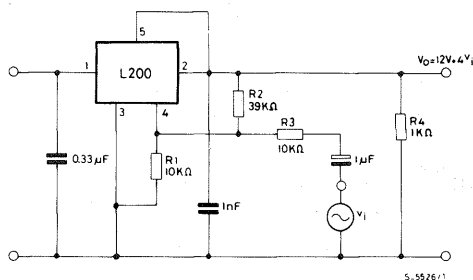 5
1
L200
2
Vo=12V+4Vi
3
4
R2
39KΩ
R3
10KΩ
R4
1KΩ
0.33µF
R1
10KΩ
1µF
1nF
vi
S-5526/1